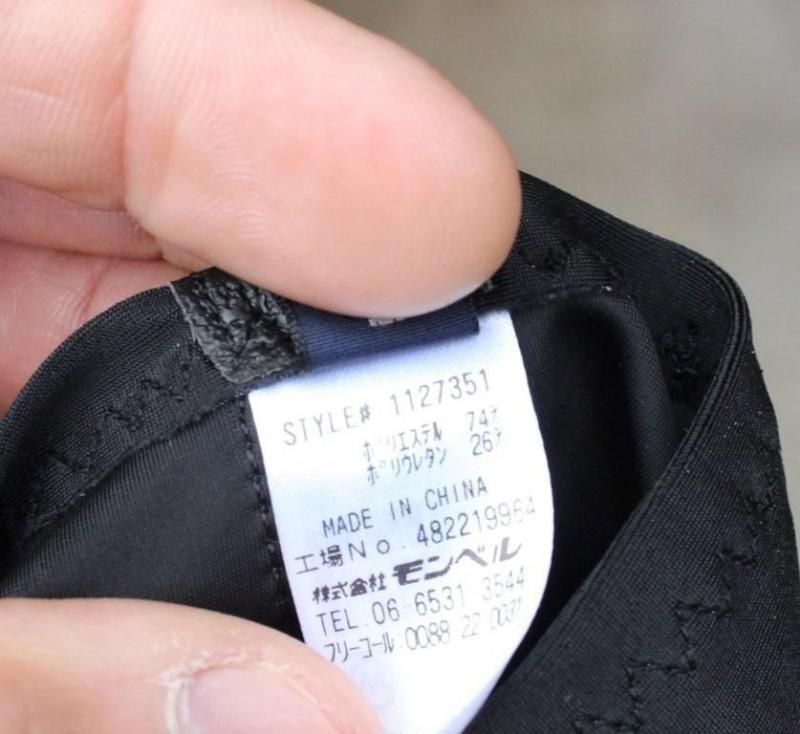 STYLE# 1127351
ポリエステル 74%
ポリウレタン 26%
MADE IN CHINA
工場No. 482219964
株式会社 モンベル
TEL.06 6531 3544
フリーコール 0088 22 0031